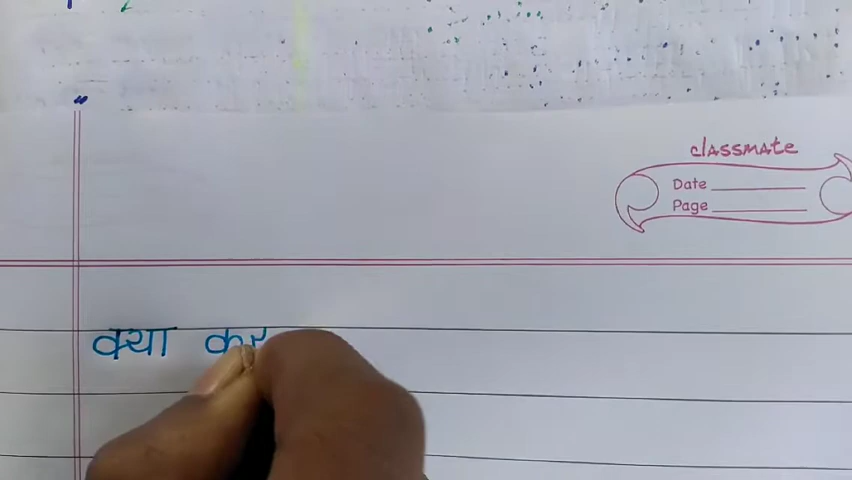 classmate
Date
Page
क्या